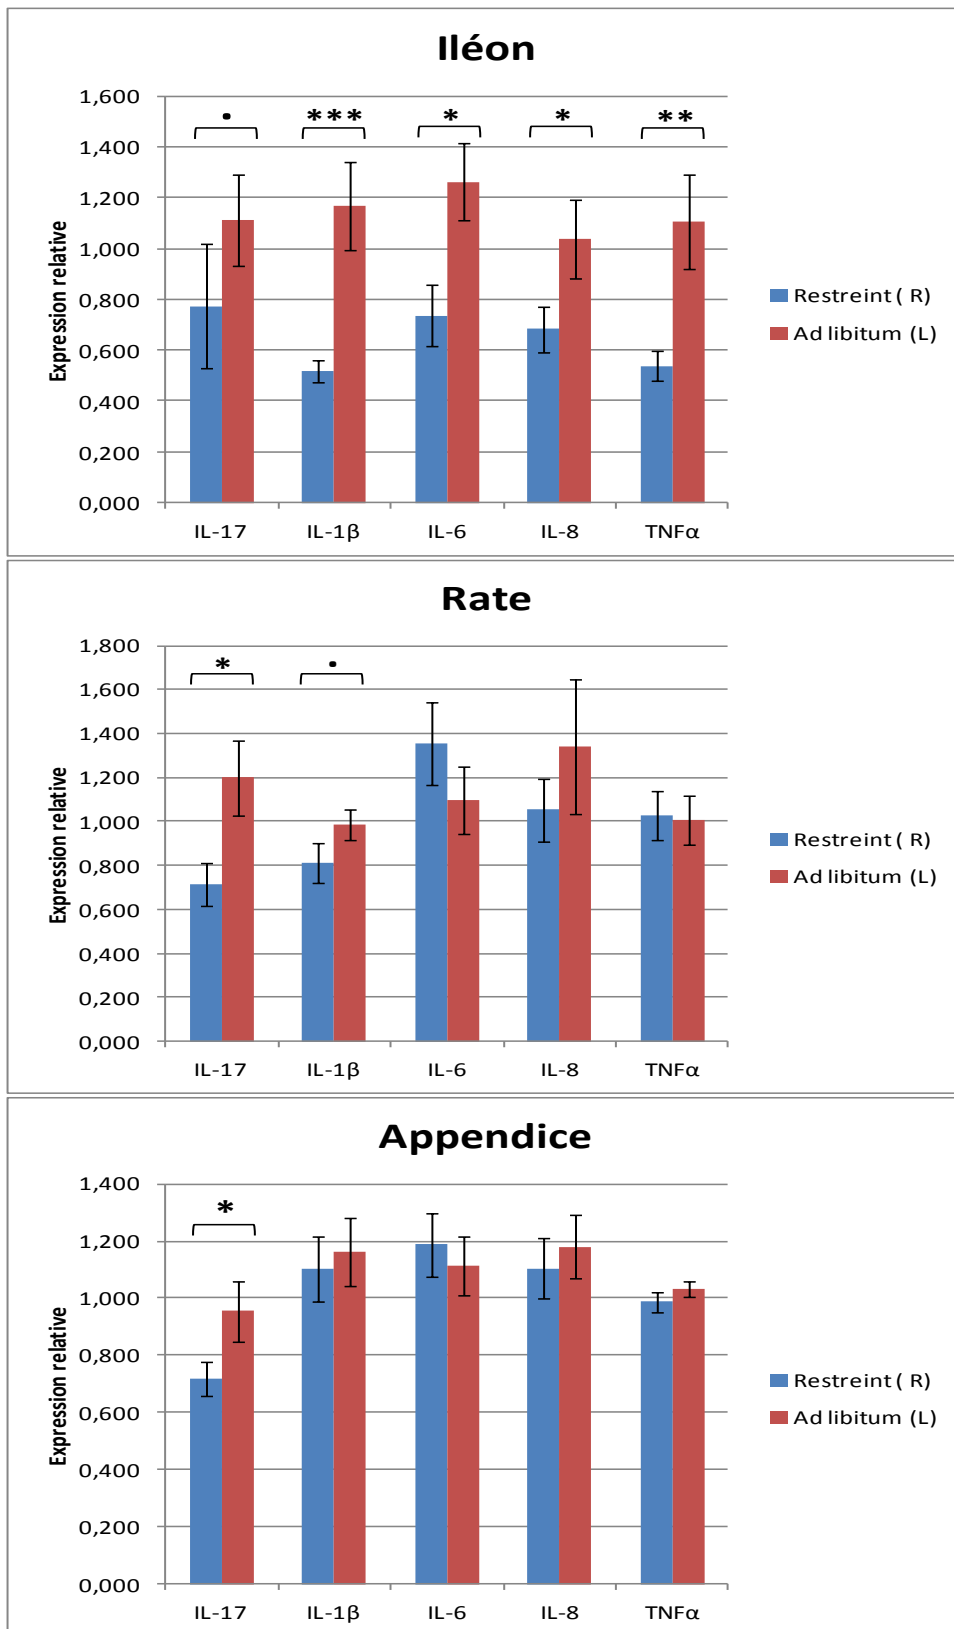 Iléon
1,600
1,400
1,200
1,000
0,800
0,600
0,400
0,200
0,000
Expression relative
• *** * * **
IL-17 IL-1β IL-6 IL-8 TNFα
Restreint ( R)
Ad libitum (L)
Rate
1,800
1,600
1,400
1,200
1,000
0,800
0,600
0,400
0,200
0,000
Expression relative
* •
IL-17 IL-1β IL-6 IL-8 TNFα
Restreint ( R)
Ad libitum (L)
Appendice
1,400
1,200
1,000
0,800
0,600
0,400
0,200
0,000
Expression relative
*
IL-17 IL-1β IL-6 IL-8 TNFα
Restreint ( R)
Ad libitum (L)